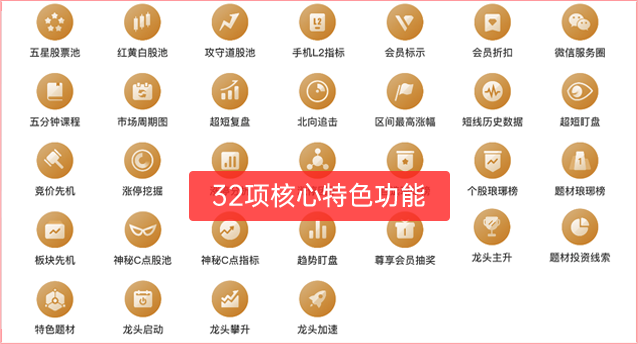 五星股票池 红黄白股池 攻守道股池 手机L2指标 会员标示 会员折扣 微信服务圈
五分钟课程 市场周期图 超短复盘 北向追击 区间最高涨幅 短线历史数据 超短盯盘
竞价先机 涨停挖掘 个股琅琊榜 题材琅琊榜
32项核心特色功能
板块先机 神秘C点股池 神秘C点指标 趋势盯盘 尊享会员抽奖 龙头主升 题材投资线索
特色题材 龙头启动 龙头攀升 龙头加速